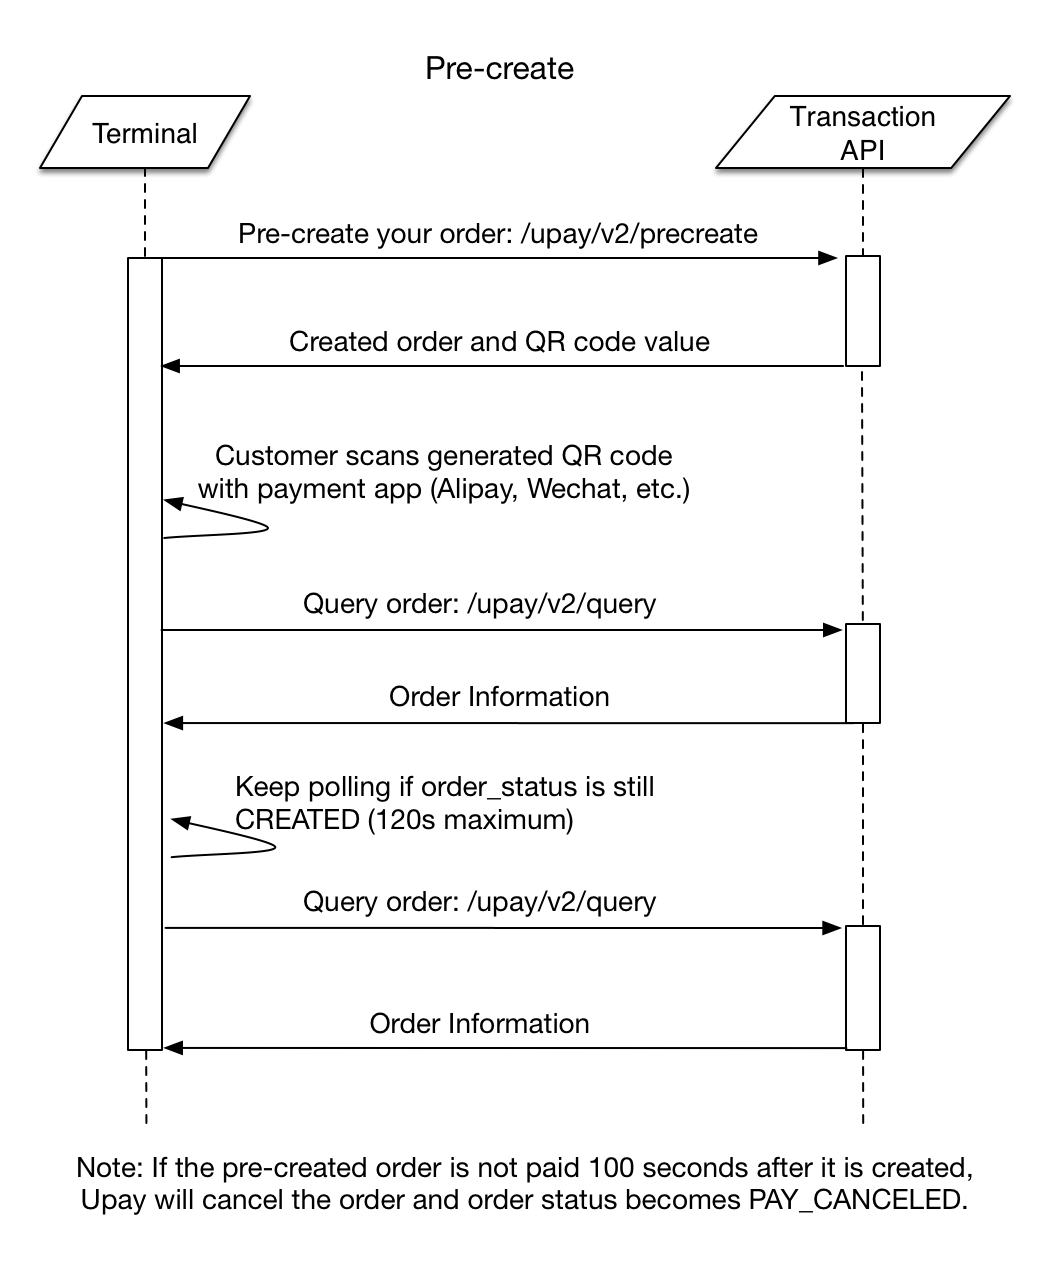 Pre-create
Terminal
Transaction
API
Pre-create your order: /upay/v2/precreate
Created order and QR code value
Customer scans generated QR code
with payment app (Alipay, Wechat, etc.)
Query order: /upay/v2/query
Order Information
Keep polling if order_status is still
CREATED (120s maximum)
Query order: /upay/v2/query
Order Information
Note: If the pre-created order is not paid 100 seconds after it is created,
Upay will cancel the order and order status becomes PAY_CANCELED.